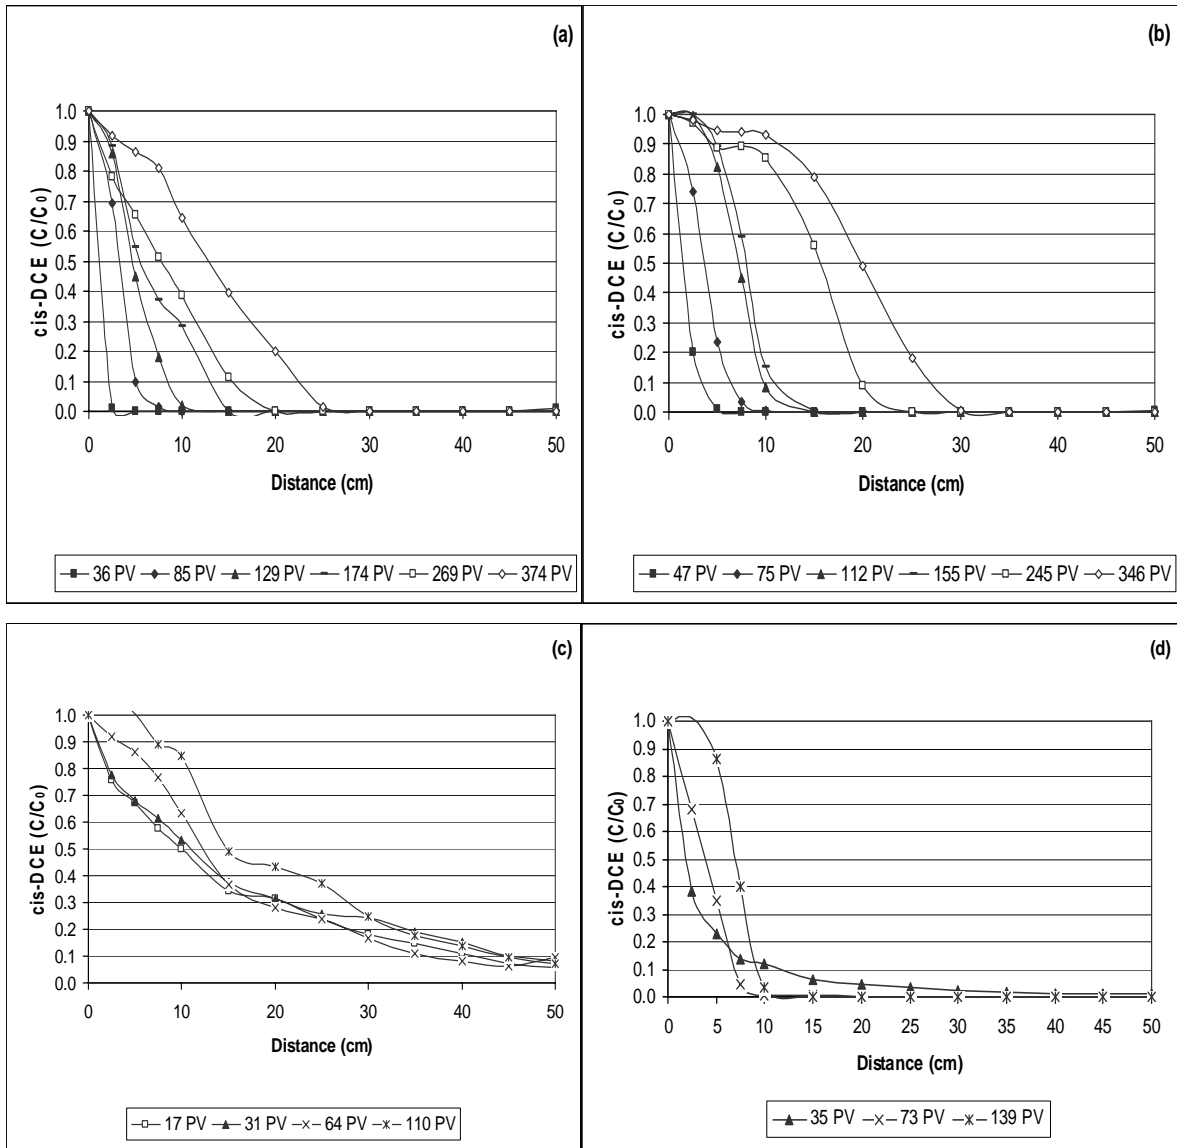 (a)
cis-DCE (C/C0)
1.0
0.9
0.8
0.7
0.6
0.5
0.4
0.3
0.2
0.1
0.0
0 10 20 30 40 50
Distance (cm)
36 PV 85 PV 129 PV 174 PV 269 PV 374 PV
(b)
cis-DCE (C/C0)
1.0
0.9
0.8
0.7
0.6
0.5
0.4
0.3
0.2
0.1
0.0
0 10 20 30 40 50
Distance (cm)
47 PV 75 PV 112 PV 155 PV 245 PV 346 PV
(c)
cis-DCE (C/C0)
1.0
0.9
0.8
0.7
0.6
0.5
0.4
0.3
0.2
0.1
0.0
0 10 20 30 40 50
Distance (cm)
17 PV 31 PV 64 PV 110 PV
(d)
cis-DCE (C/C0)
1.0
0.9
0.8
0.7
0.6
0.5
0.4
0.3
0.2
0.1
0.0
0 5 10 15 20 25 30 35 40 45 50
Distance (cm)
35 PV 73 PV 139 PV